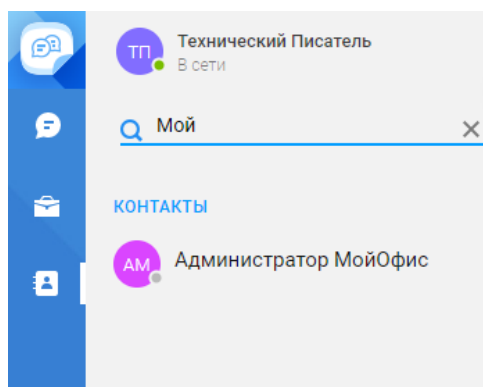 ТП
Технический Писатель
В сети
Мой
КОНТАКТЫ
АМ
Администратор МойОфис